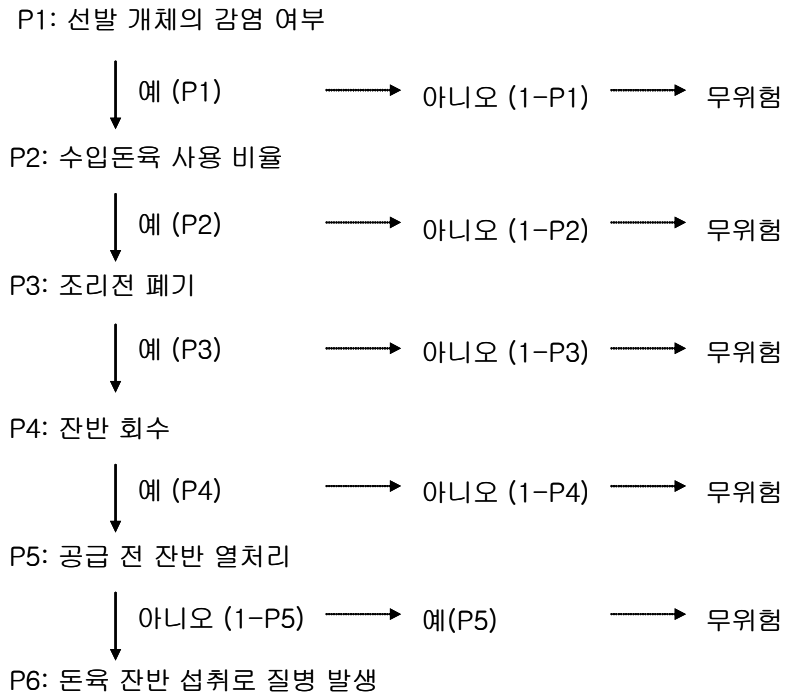 P1: 선발 개체의 감염 여부
예 (P1) 아니오 (1-P1) 무위험
P2: 수입돈육 사용 비율
예 (P2) 아니오 (1-P2) 무위험
P3: 조리전 폐기
예 (P3) 아니오 (1-P3) 무위험
P4: 잔반 회수
예 (P4) 아니오 (1-P4) 무위험
P5: 공급 전 잔반 열처리
아니오 (1-P5) 예(P5) 무위험
P6: 돈육 잔반 섭취로 질병 발생